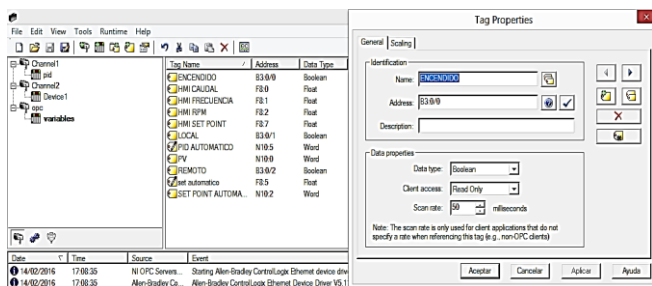 File Edit View Tools Runtime Help
Channel1
pid
Channel2
Device1
opc
variables
Tag Name / Address Data Type
ENCENDIDO B3:0/0 Boolean
HMI CAUDAL F8:0 Float
HMI FRECUENCIA F8:1 Float
HMI RPM F8:2 Float
HMI SET POINT F8:7 Float
LOCAL B3:0/1 Boolean
PID AUTOMATICO N10:5 Word
PV N10:0 Word
REMOTO B3:0/2 Boolean
set automatico F8:5 Float
SET POINT AUTOMA... N10:2 Word
Date Time Source Event
14/02/2016 17:08:35 NI OPC Servers... Starting Allen-Bradley ControlLogix Ethernet device driv
14/02/2016 17:08:35 Allen-Bradley Co... Allen-Bradley ControlLogix Ethernet Device Driver V5.1
Tag Properties
General Scaling
Identification
Name: ENCENDIDO
Address: B3:0/0
Description:
Data properties
Data type: Boolean
Client access: Read Only
Scan rate: 50 milliseconds
Note: The scan rate is only used for client applications that do not
specify a rate when referencing this tag (e.g., non-OPC clients)
Aceptar Cancelar Aplicar Ayuda